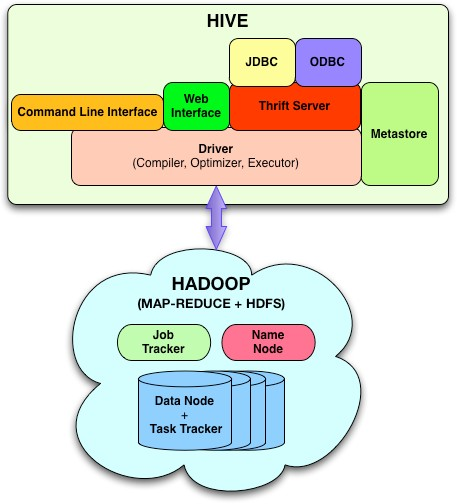 HIVE
JDBC
ODBC
Command Line Interface
Web
Interface
Thrift Server
Metastore
Driver
(Compiler, Optimizer, Executor)
HADOOP
(MAP-REDUCE + HDFS)
Job
Tracker
Name
Node
Data Node
+
Task Tracker